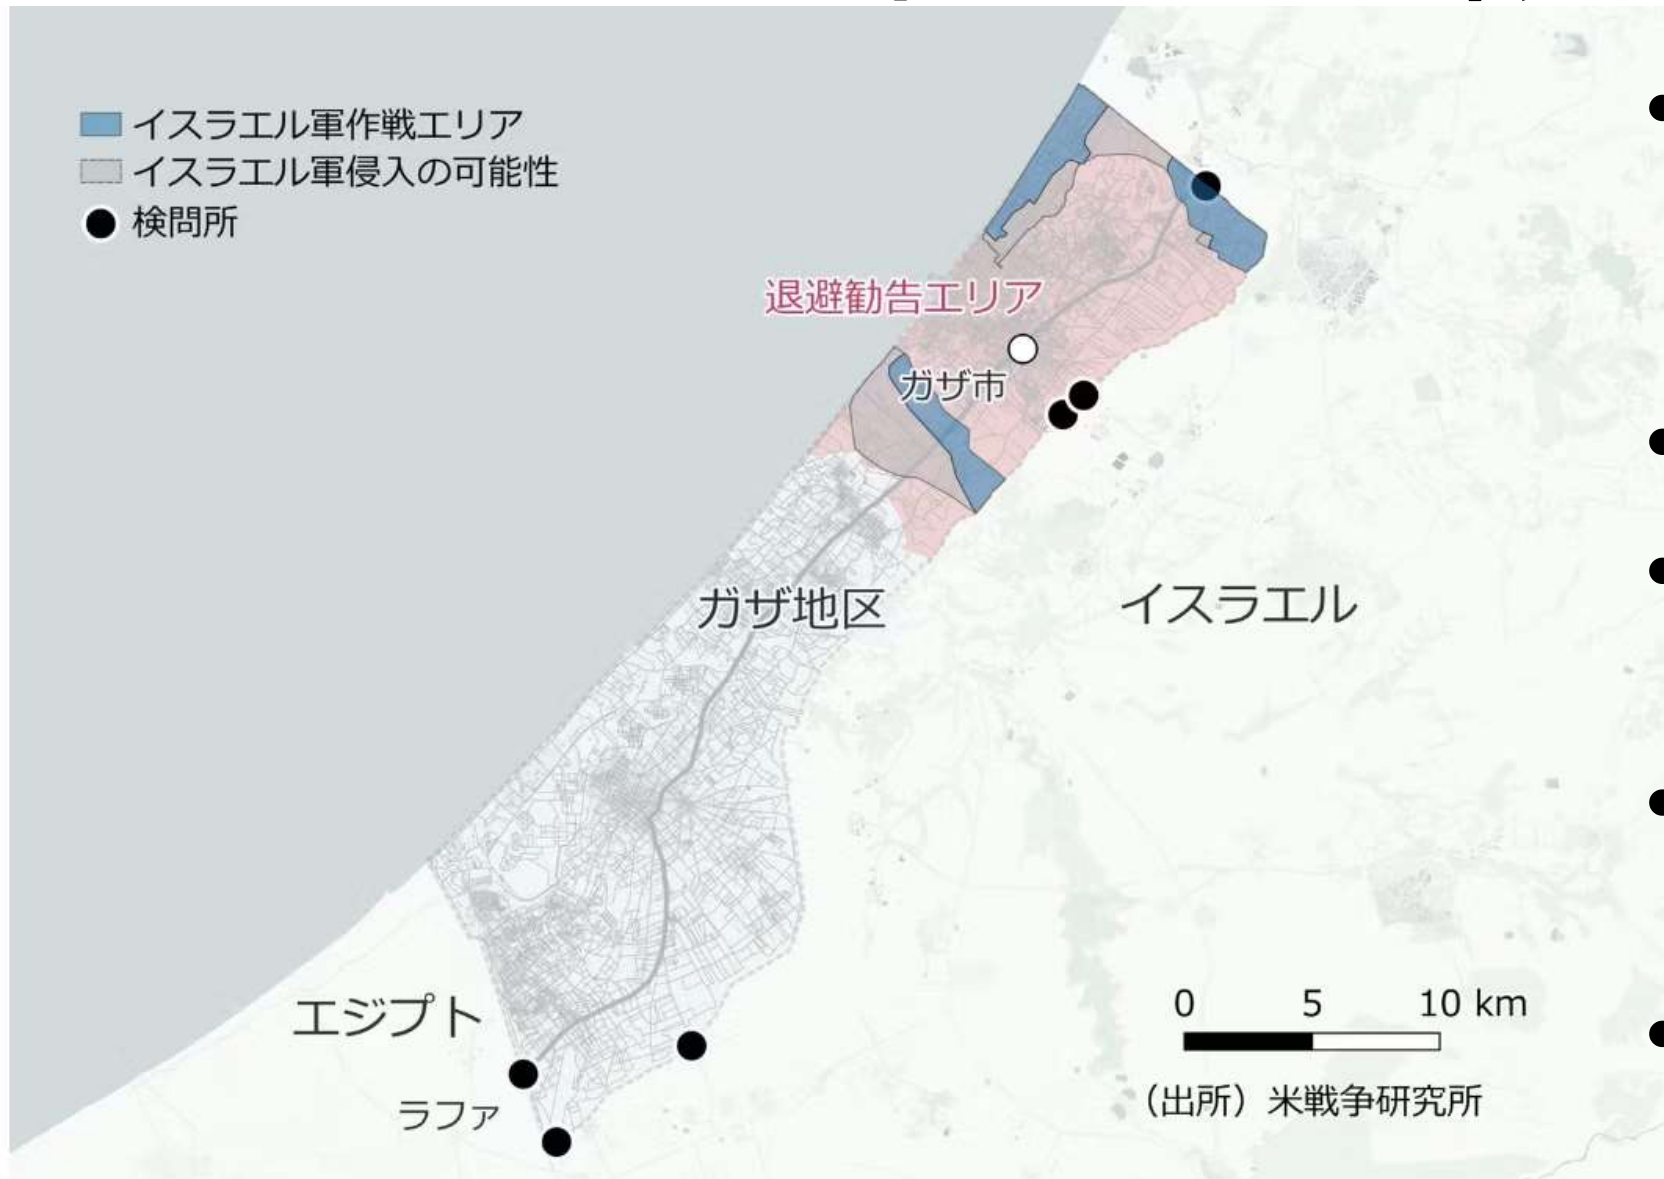 イスラエル軍作戦エリア
イスラエル軍侵入の可能性
検問所
退避勧告エリア
ガザ市
ガザ地区
イスラエル
エジプト
ラファ
0 5 10 km
（出所）米戦争研究所